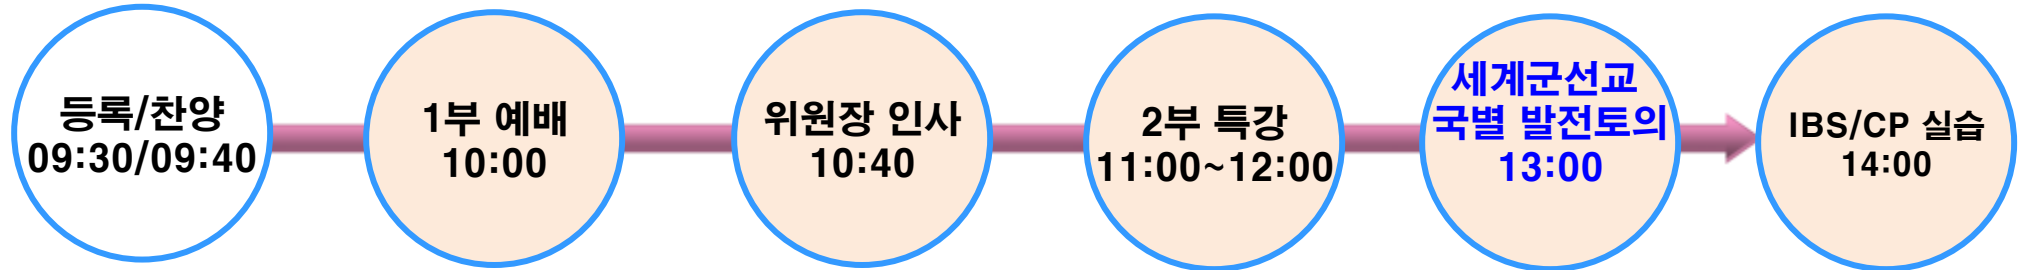 등록/찬양
09:30/09:40
1부 예배
10:00
위원장 인사
10:40
2부 특강
11:00~12:00
세계군선교
국별 발전토의
13:00
IBS/CP 실습
14:00